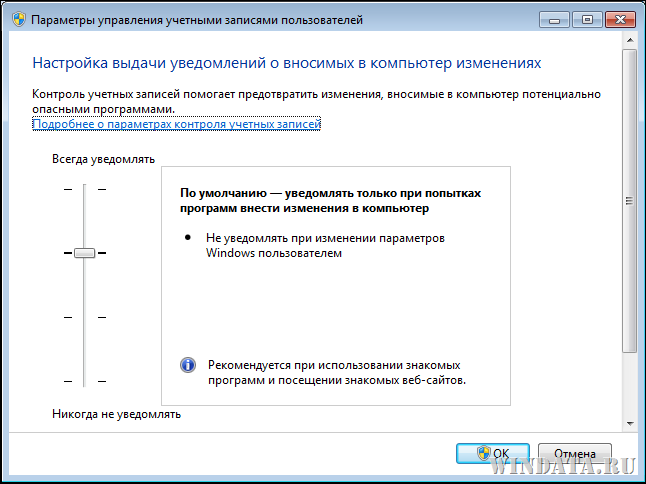 Параметры управления учетными записями пользователей
Настройка выдачи уведомлений о вносимых в компьютер изменениях
Контроль учетных записей помогает предотвратить изменения, вносимые в компьютер потенциально
опасными программами.
Подробнее о параметрах контроля учетных записей
Всегда уведомлять
По умолчанию — уведомлять только при попытках
программ внести изменения в компьютер
• Не уведомлять при изменении параметров
Windows пользователем
Рекомендуется при использовании знакомых
программ и посещении знакомых веб-сайтов.
Никогда не уведомлять
ОК
Отмена
WINDATA.RU